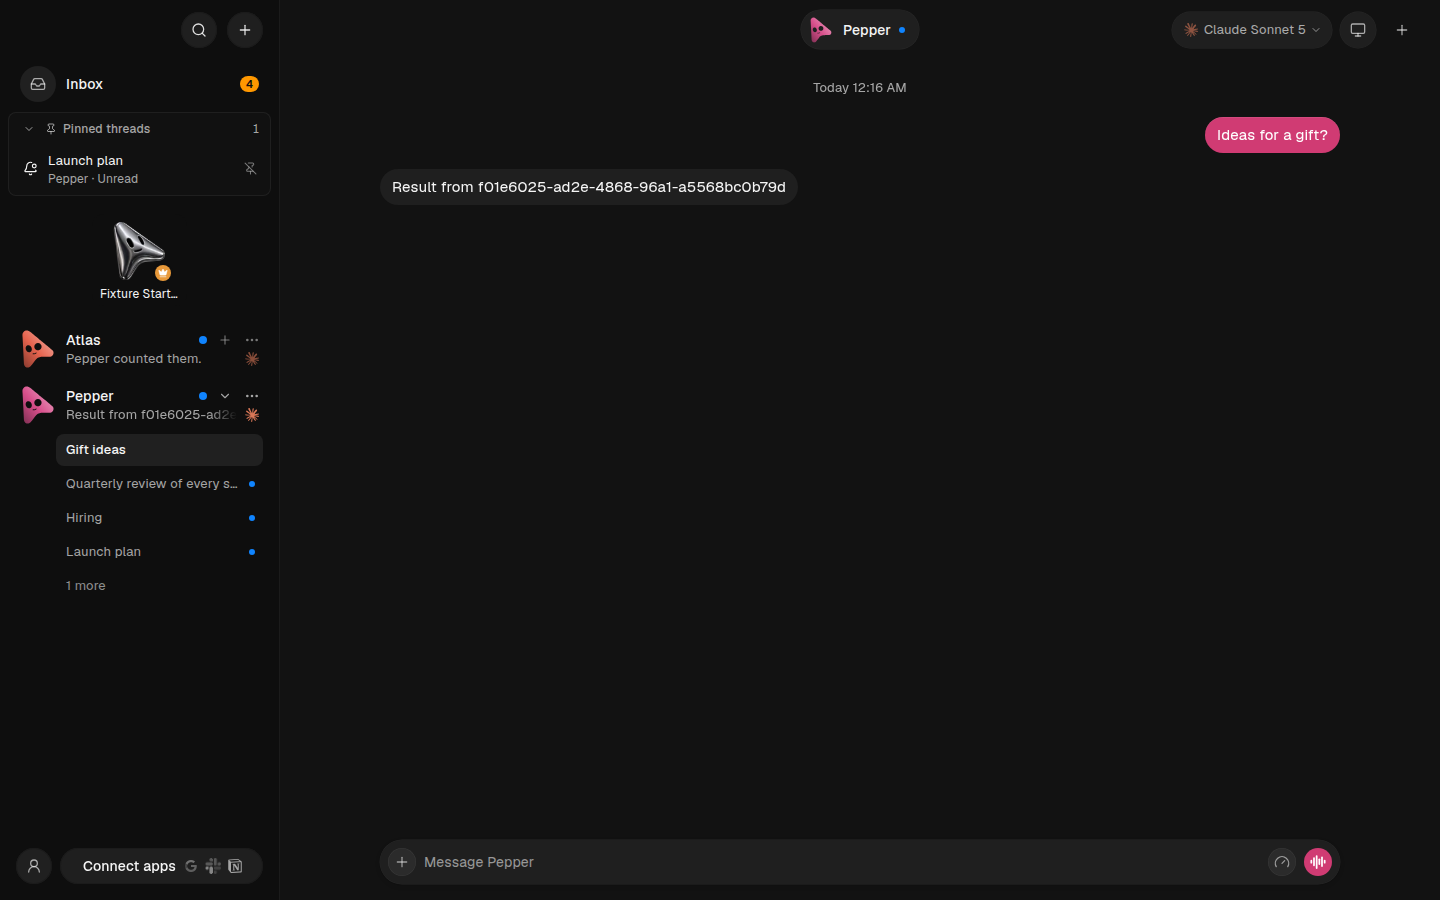 Inbox
4
Pinned threads
1
Launch plan
Pepper · Unread
Fixture Start...
Atlas
Pepper counted them.
Pepper
Result from f01e6025-ad2e
Gift ideas
Quarterly review of every s...
Hiring
Launch plan
1 more
Connect apps
Pepper
Claude Sonnet 5
Today 12:16 AM
Ideas for a gift?
Result from f01e6025-ad2e-4868-96a1-a5568bc0b79d
Message Pepper